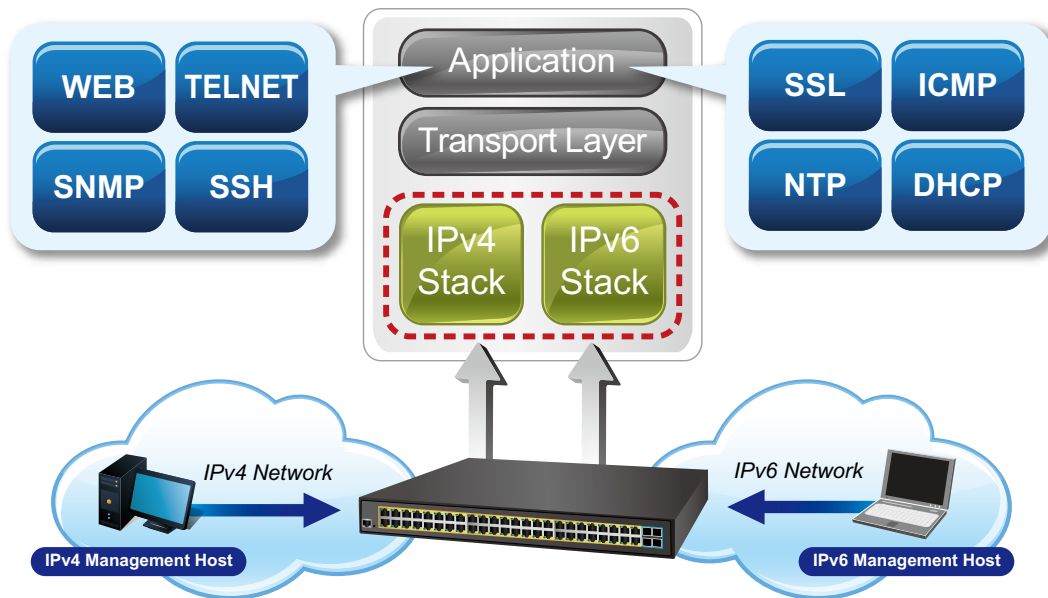 Application
Transport Layer
IPv4
Stack
IPv6
Stack
WEB
TELNET
SNMP
SSH
SSL
ICMP
NTP
DHCP
IPv4 Network
IPv6 Network
IPv4 Management Host
IPv6 Management Host